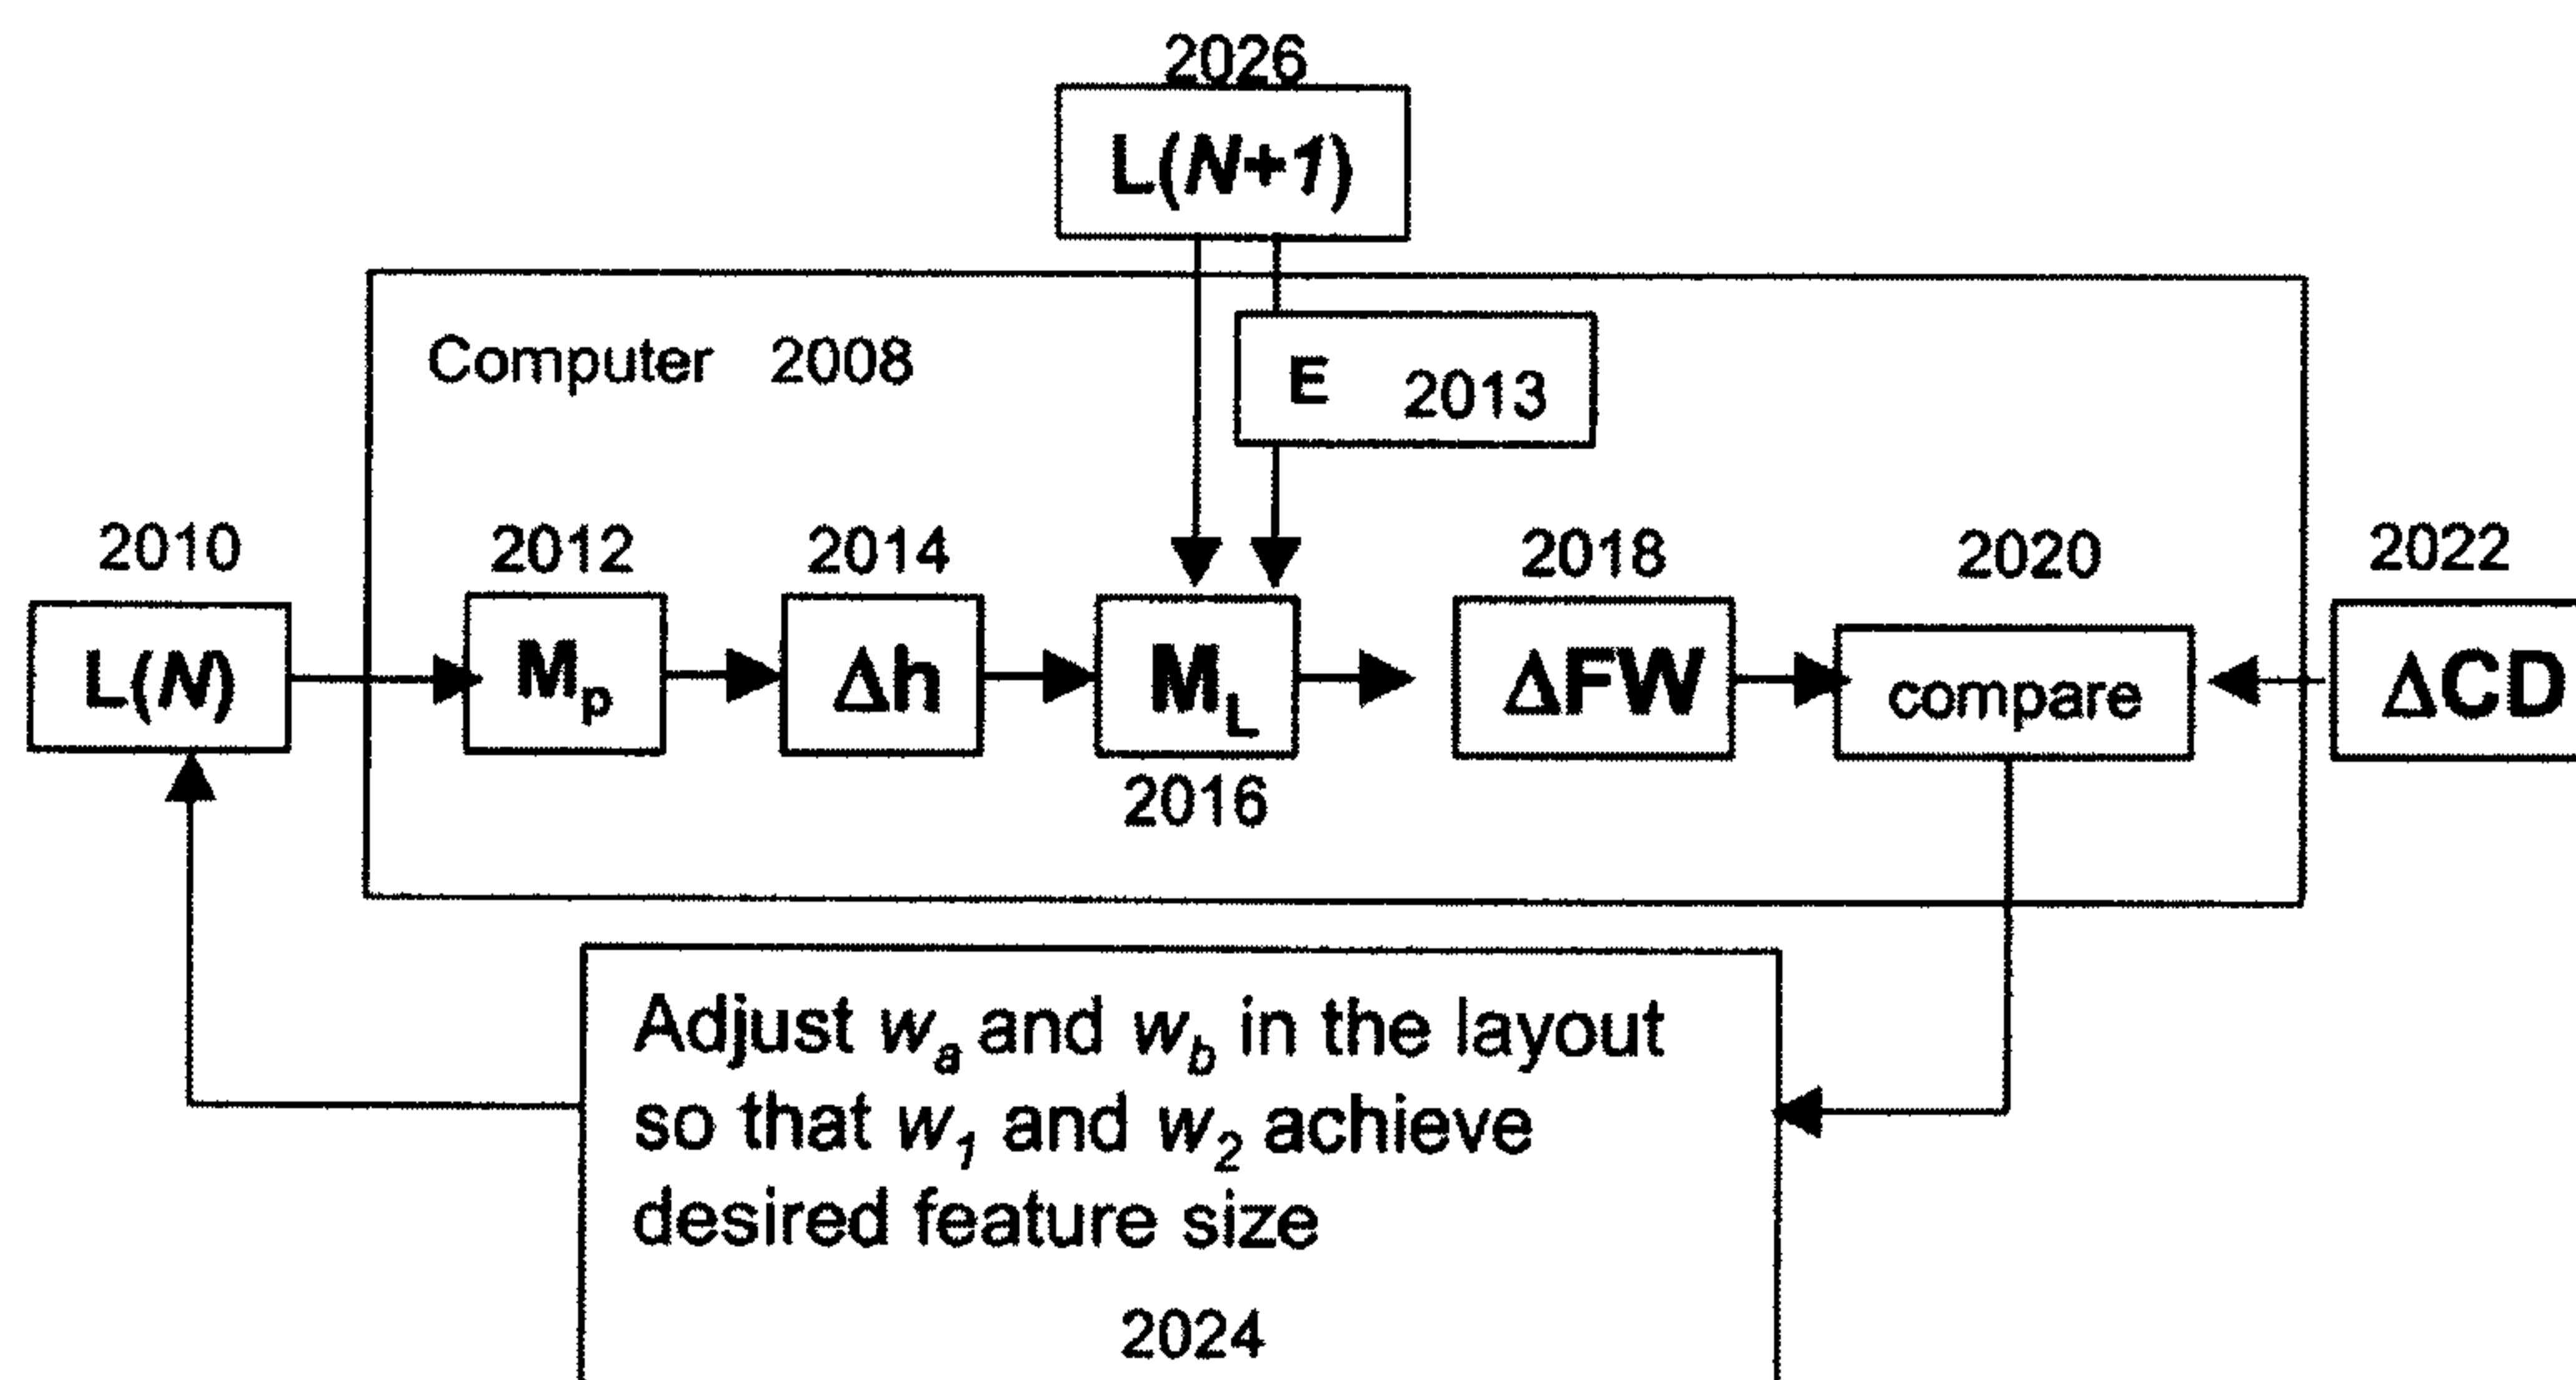 2026
L(N+1)
Computer 2008
E 2013
2010
2012
2014
2018
2020
2022
L(N)
Mp
Δh
ML
ΔFW
compare
ΔCD
2016
Adjust wa and wb in the layout
so that w1 and w2 achieve
desired feature size
2024